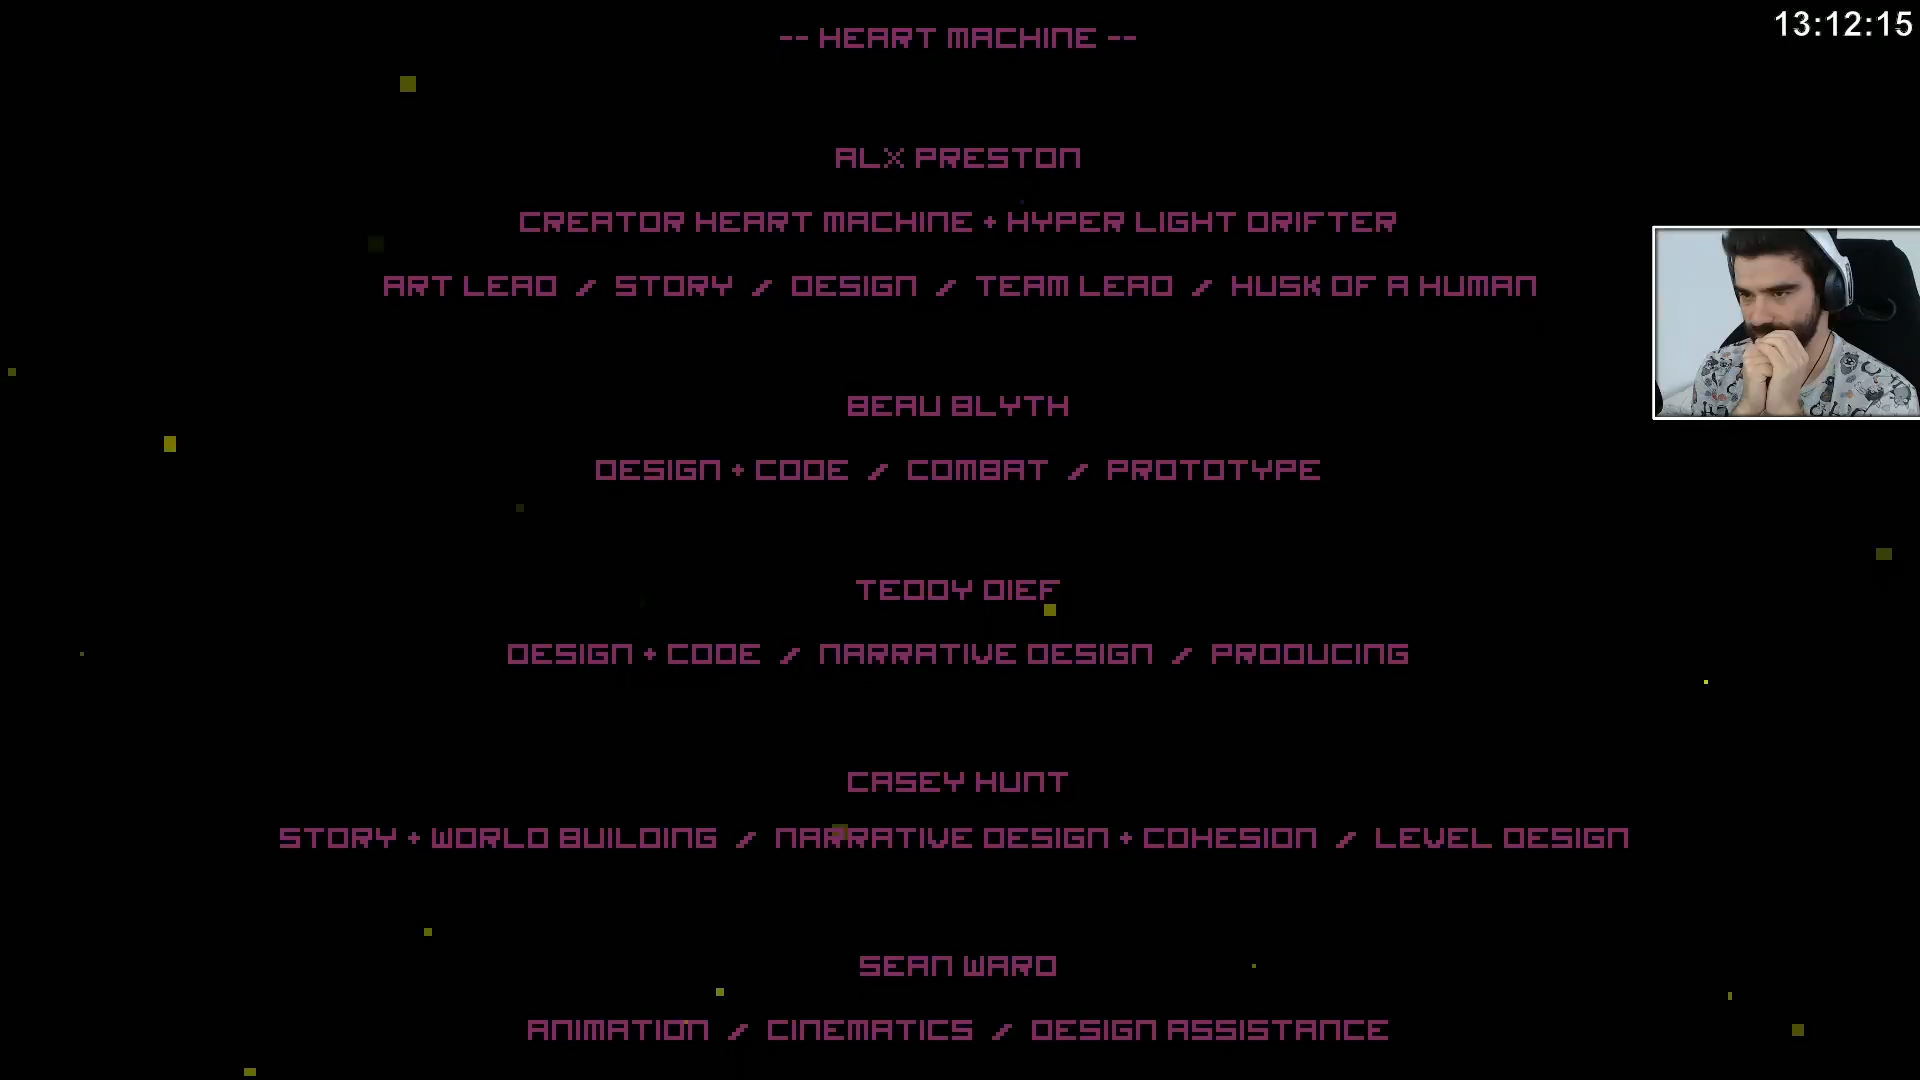 13:12:15
-- HEART MACHINE --
ALX PRESTON
CREATOR HEART MACHINE + HYPER LIGHT DRIFTER
ART LEAD / STORY / DESIGN / TEAM LEAD / HUSK OF A HUMAN
BEAU BLYTH
DESIGN + CODE / COMBAT / PROTOTYPE
TEDDY DIEF
DESIGN + CODE / NARRATIVE DESIGN / PRODUCING
CASEY HUNT
STORY + WORLD BUILDING / NARRATIVE DESIGN + COHESION / LEVEL DESIGN
SEAN WARD
ANIMATION / CINEMATICS / DESIGN ASSISTANCE